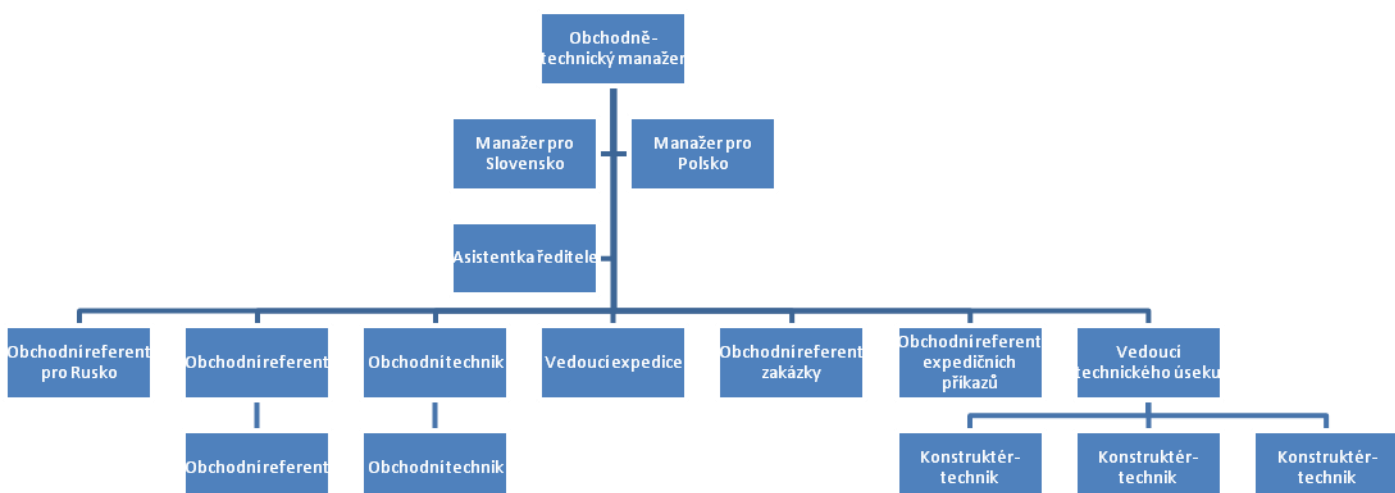 Obchodně-
technický manažer
Manažer pro
Slovensko
Manažer pro
Polsko
Asistentka ředitele
Obchodní referent
pro Rusko
Obchodní referent
Obchodní technik
Vedoucí expedice
Obchodní referent
zakázky
Obchodní referent
expedičních
příkazů
Vedoucí
technického úseku
Obchodní referent
Obchodní technik
Konstruktér-
technik
Konstruktér-
technik
Konstruktér-
technik